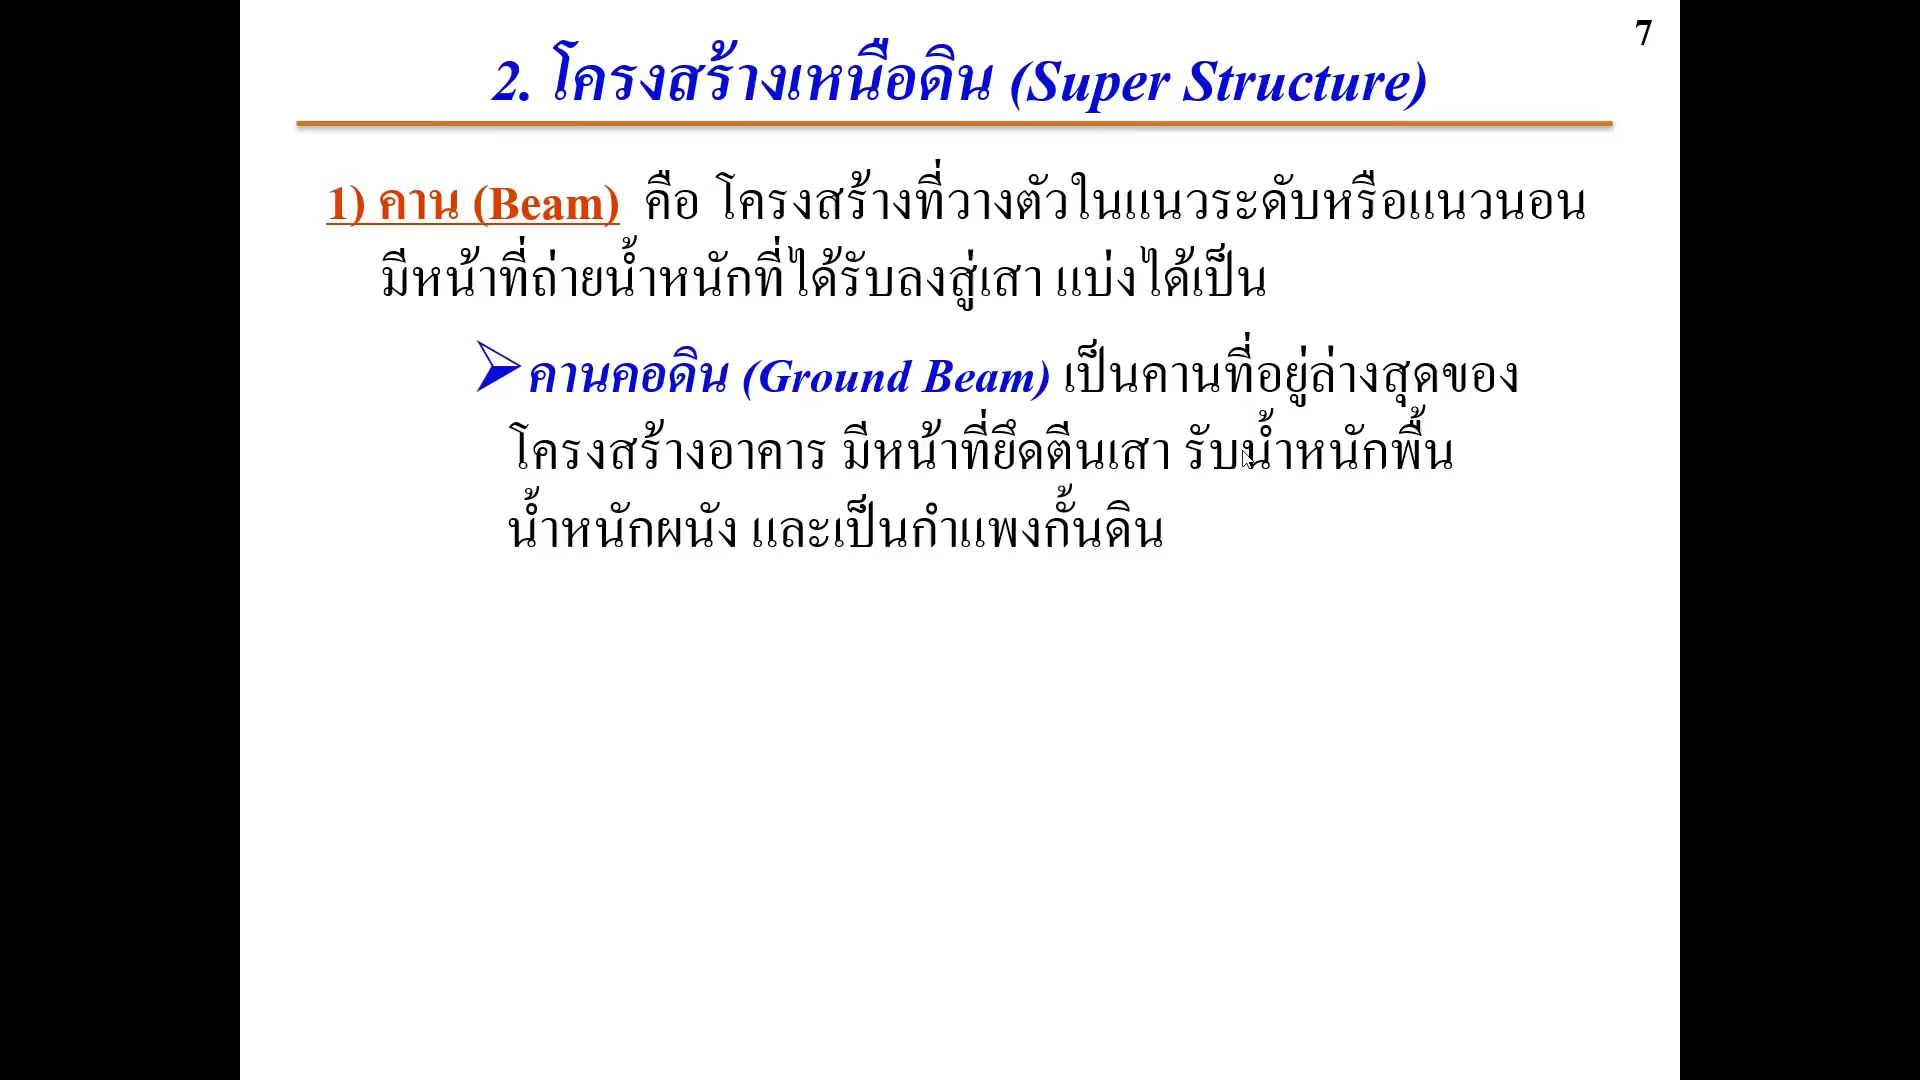 7
2. โครงสร้างเหนือดิน (Super Structure)
1) คาน (Beam) คือ โครงสร้างที่วางตัวในแนวระดับหรือแนวนอน
มีหน้าที่ถ่ายน้ำหนักที่ได้รับลงสู่เสา แบ่งได้เป็น
➢คานคอดิน (Ground Beam) เป็นคานที่อยู่ล่างสุดของ
โครงสร้างอาคาร มีหน้าที่ยึดตีนเสา รับน้ำหนักพื้น
น้ำหนักผนัง และเป็นกำแพงกั้นดิน